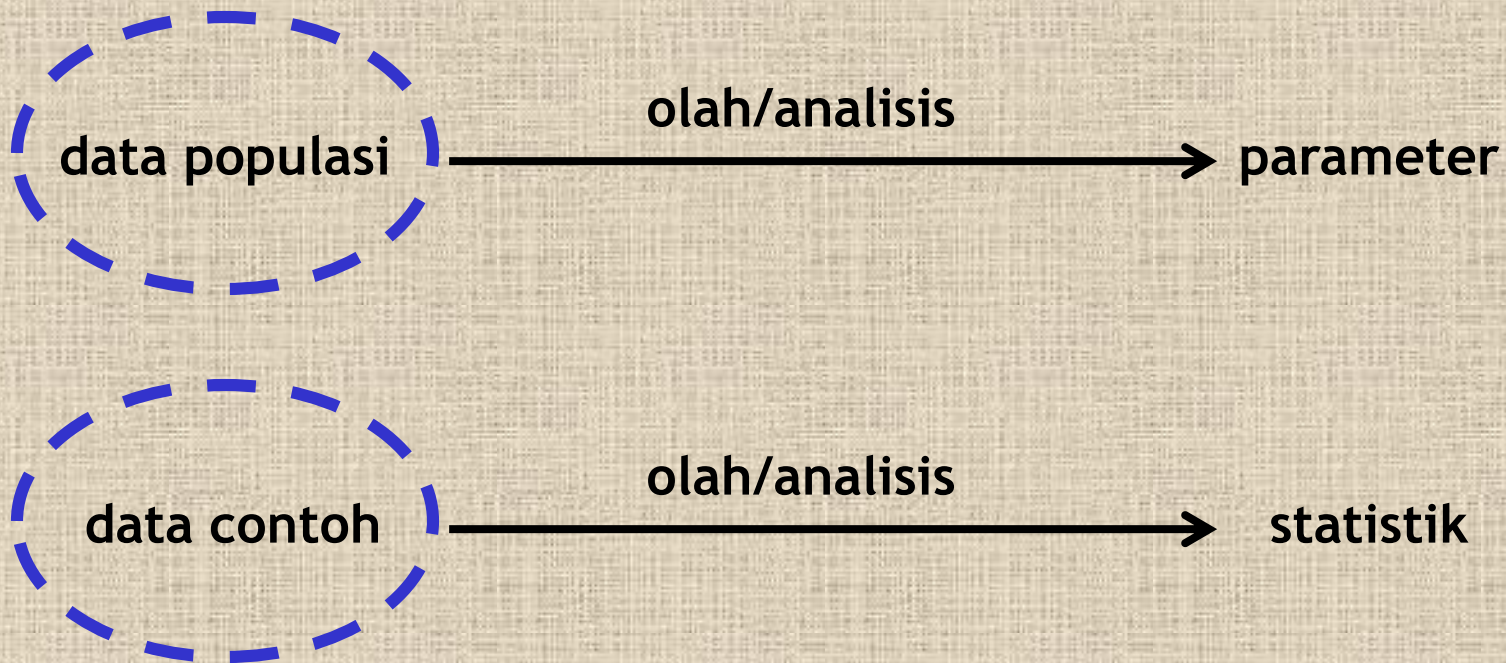 olah/analisis
data populasi
parameter
olah/analisis
data contoh
statistik